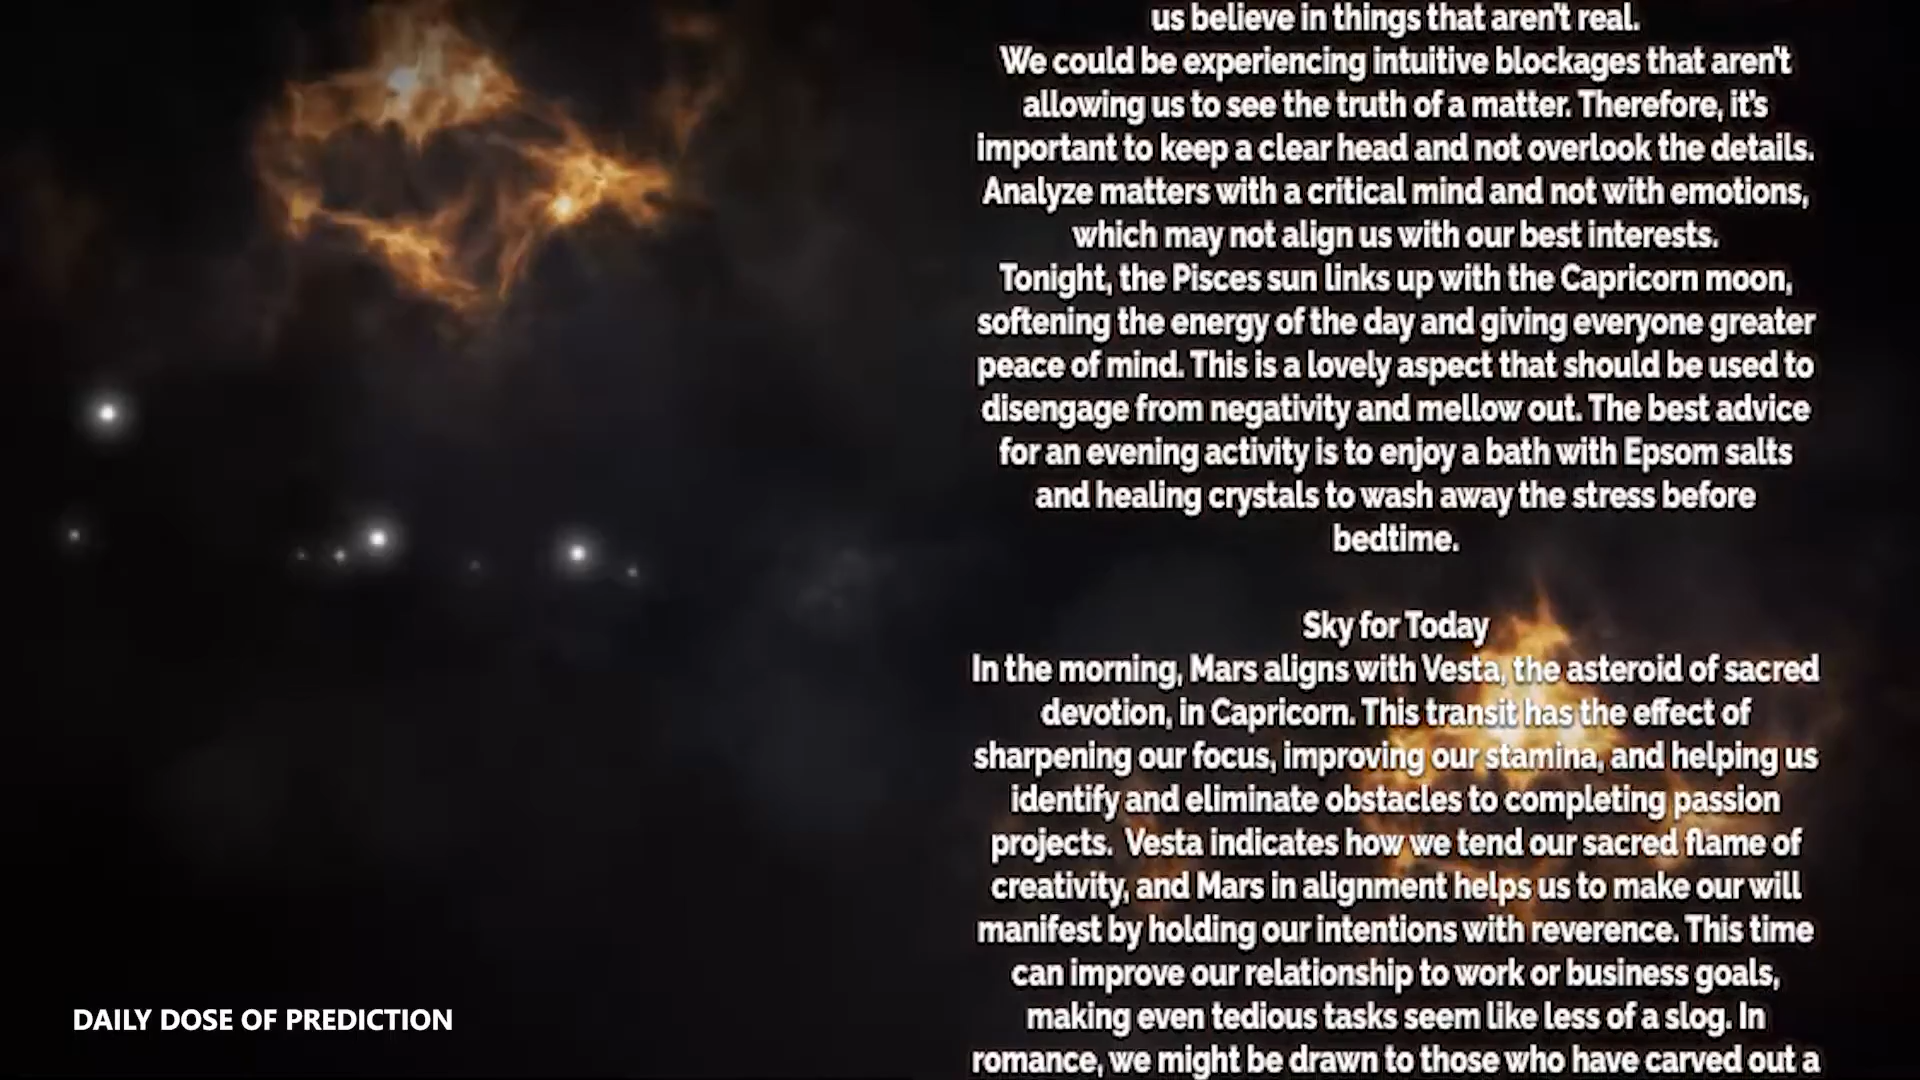 us believe in things that aren't real.
We could be experiencing intuitive blockages that aren't
allowing us to see the truth of a matter. Therefore, it's
important to keep a clear head and not overlook the details.
Analyze matters with a critical mind and not with emotions,
which may not align us with our best interests.
Tonight, the Pisces sun links up with the Capricorn moon,
softening the energy of the day and giving everyone greater
peace of mind. This is a lovely aspect that should be used to
disengage from negativity and mellow out. The best advice
for an evening activity is to enjoy a bath with Epsom salts
and healing crystals to wash away the stress before
bedtime.
Sky for Today
In the morning, Mars aligns with Vesta, the asteroid of sacred
devotion, in Capricorn. This transit has the effect of
sharpening our focus, improving our stamina, and helping us
identify and eliminate obstacles to completing passion
projects.  Vesta indicates how we tend our sacred flame of
creativity, and Mars in alignment helps us to make our will
manifest by holding our intentions with reverence. This time
can improve our relationship to work or business goals,
making even tedious tasks seem like less of a slog. In
romance, we might be drawn to those who have carved out a
DAILY DOSE OF PREDICTION